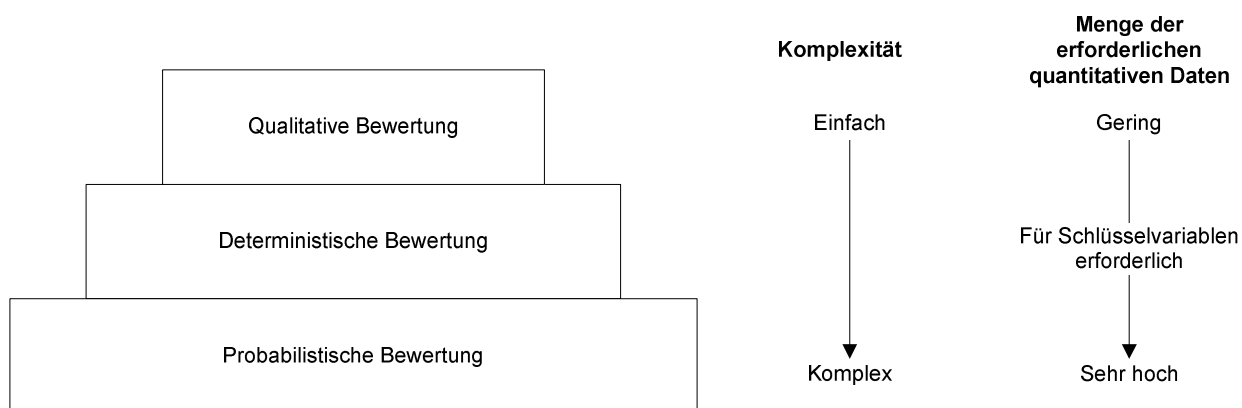 Qualitative Bewertung
Deterministische Bewertung
Probabilistische Bewertung
Komplexität
Einfach
Komplex
Menge der
erforderlichen
quantitativen Daten
Gering
Für Schlüsselvariablen
erforderlich
Sehr hoch